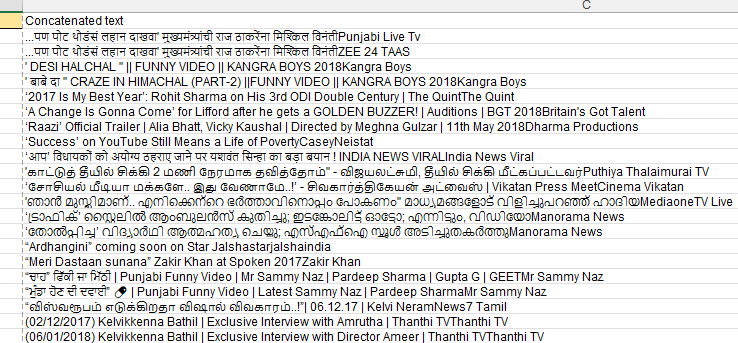 C
Concatenated text
...पण पोट थोडंसं लहान दाखवा' मुख्यमंत्र्यांची राज ठाकरेंना मिश्किल विनंतीPunjabi Live Tv
...पण पोट थोडंसं लहान दाखवा' मुख्यमंत्र्यांची राज ठाकरेंना मिश्किल विनंतीZEE 24 TAAS
' DESI HALCHAL " || FUNNY VIDEO || KANGRA BOYS 2018Kangra Boys
' बाबे दा " CRAZE IN HIMACHAL (PART-2) ||FUNNY VIDEO || KANGRA BOYS 2018Kangra Boys
‘2017 Is My Best Year’: Rohit Sharma on His 3rd ODI Double Century | The QuintThe Quint
‘A Change Is Gonna Come’ for Lifford after he gets a GOLDEN BUZZER! | Auditions | BGT 2018Britain's Got Talent
‘Raazi’ Official Trailer | Alia Bhatt, Vicky Kaushal | Directed by Meghna Gulzar | 11th May 2018Dharma Productions
‘Success’ on YouTube Still Means a Life of PovertyCaseyNeistat
‘आप’ विधायकों को अयोग्य ठहराए जाने पर यशवंत सिन्हा का बड़ा बयान ! INDIA NEWS VIRALIndia News Viral
'காட்டுத் தீயில் சிக்கி 2 மணி நேரமாக தவித்தோம்" - விஜயலட்சுமி, தீயில் சிக்கி மீட்கப்பட்டவர்Puthiya Thalaimurai TV
‘சோசியல் மீடியா மக்களே.. இது வேணாமே..!’ - சிவகார்த்திகேயன் அட்வைஸ் | Vikatan Press MeetCinema Vikatan
'ഞാൻ മുസ്ലിമാണ്.. എനിക്കെന്റെ ഭർത്താവിനൊപ്പം പോകണം" മാധ്യമങ്ങളോട് വിളിച്ചുപറഞ്ഞ് ഹാദിയMediaoneTV Live
‘ട്രാഫിക്’ സ്റ്റൈലിൽ ആംബുലൻസ് കുതിച്ചു; ഇടങ്കോലിട്ട് ഓട്ടോ; എന്നിട്ടും, വിഡിയോManorama News
‘തോൽപ്പിച്ച’ വിദ്യാർഥി ആത്മഹത്യ ചെയ്തു; എസ്എഫ്ഐ സ്കൂൾ അടിച്ചുതകർത്തുManorama News
“Ardhangini” coming soon on Star Jalshastarjalshaindia
“Meri Dastaan sunana” Zakir Khan at Spoken 2017Zakir Khan
“ਚਾਹ” ਫਿੱਕੀ ਜਾ ਮਿੱਠੀ | Punjabi Funny Video | Mr Sammy Naz | Pardeep Sharma | Gupta G | GEETMr Sammy Naz
“ਮੁੰਡਾ ਹੋਣ ਦੀ ਦਵਾਈ” 💊 | Punjabi Funny Video | Latest Sammy Naz | Pardeep SharmaMr Sammy Naz
“விஸ்வரூபம் எடுக்கிறதா விஷால் விவகாரம்..!”| 06.12.17 | Kelvi NeramNews7 Tamil
(02/12/2017) Kelvikkenna Bathil | Exclusive Interview with Amrutha | Thanthi TVThanthi TV
(06/01/2018) Kelvikkenna Bathil | Exclusive Interview with Director Ameer | Thanthi TVThanthi TV